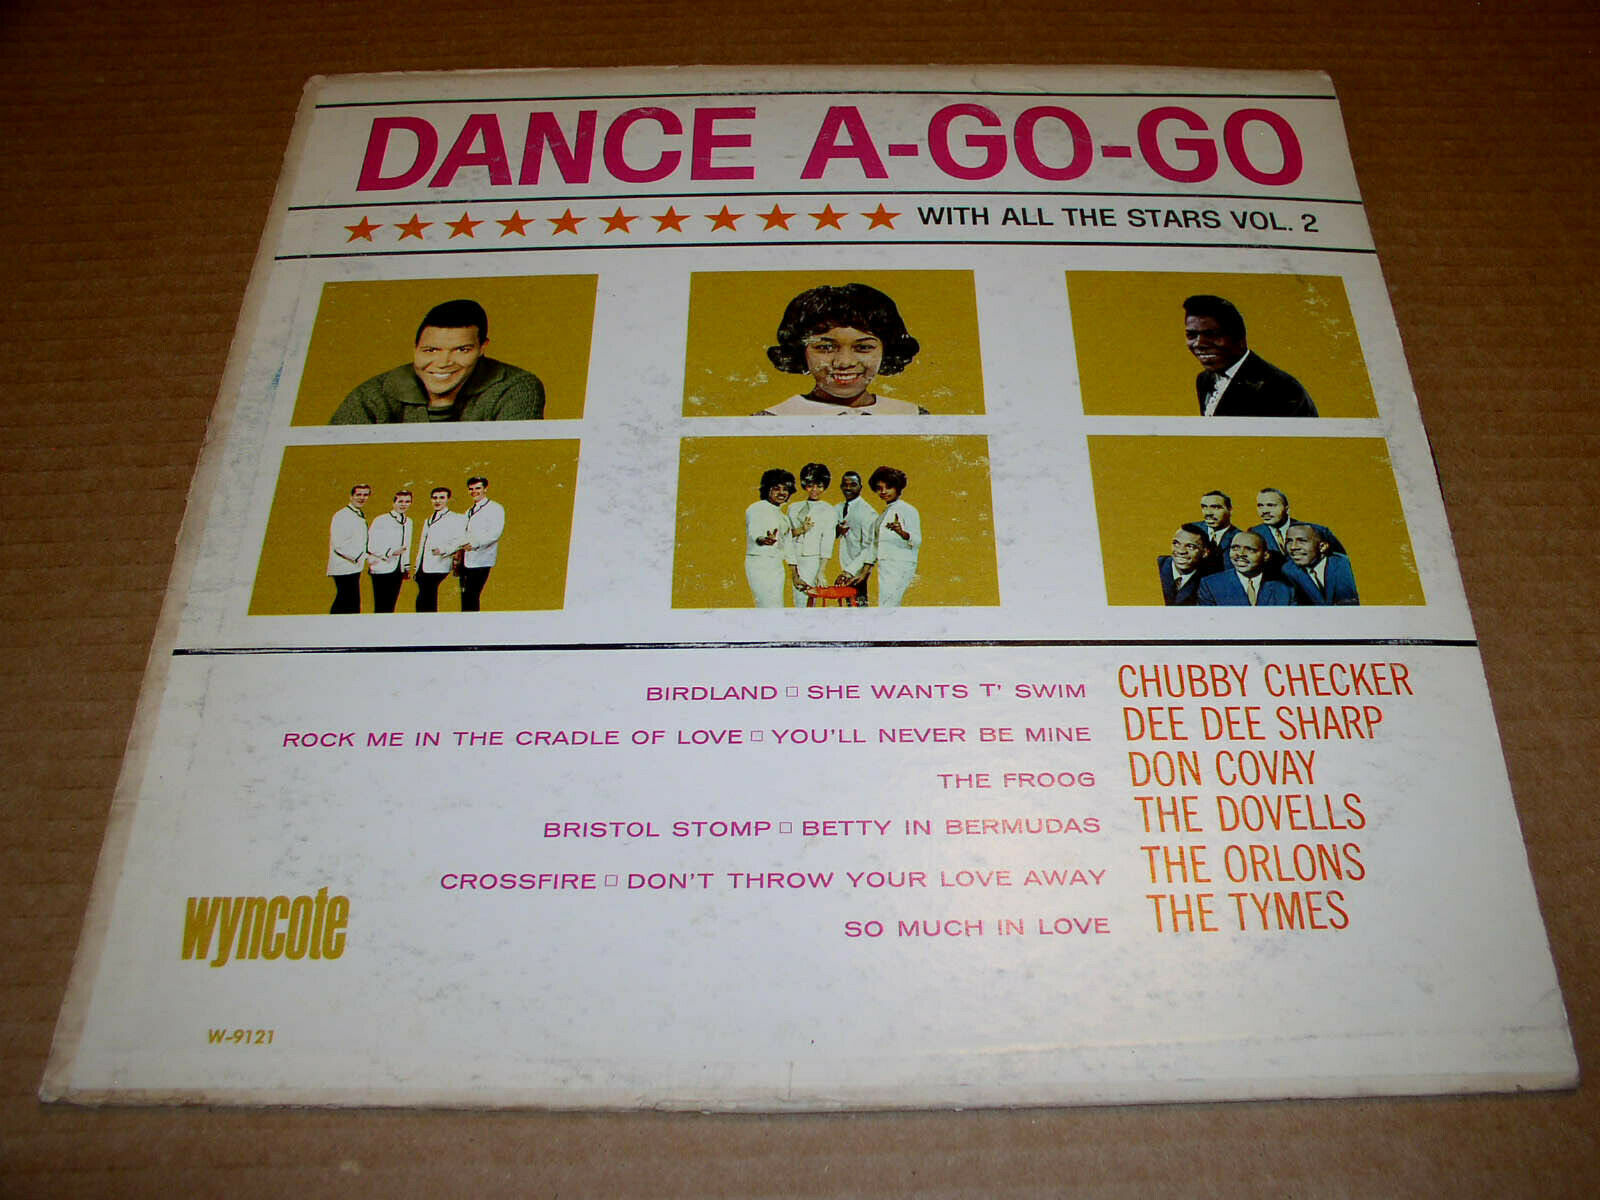 DANCE A-GO-GO
WITH ALL THE STARS VOL. 2
BIRDLAND □ SHE WANTS T' SWIM CHUBBY CHECKER
ROCK ME IN THE CRADLE OF LOVE □ YOU'LL NEVER BE MINE DEE DEE SHARP
THE FROOG DON COVAY
BRISTOL STOMP □ BETTY IN BERMUDAS THE DOVELLS
CROSSFIRE □ DON'T THROW YOUR LOVE AWAY THE ORLONS
SO MUCH IN LOVE THE TYMES
wyncote
W-9121